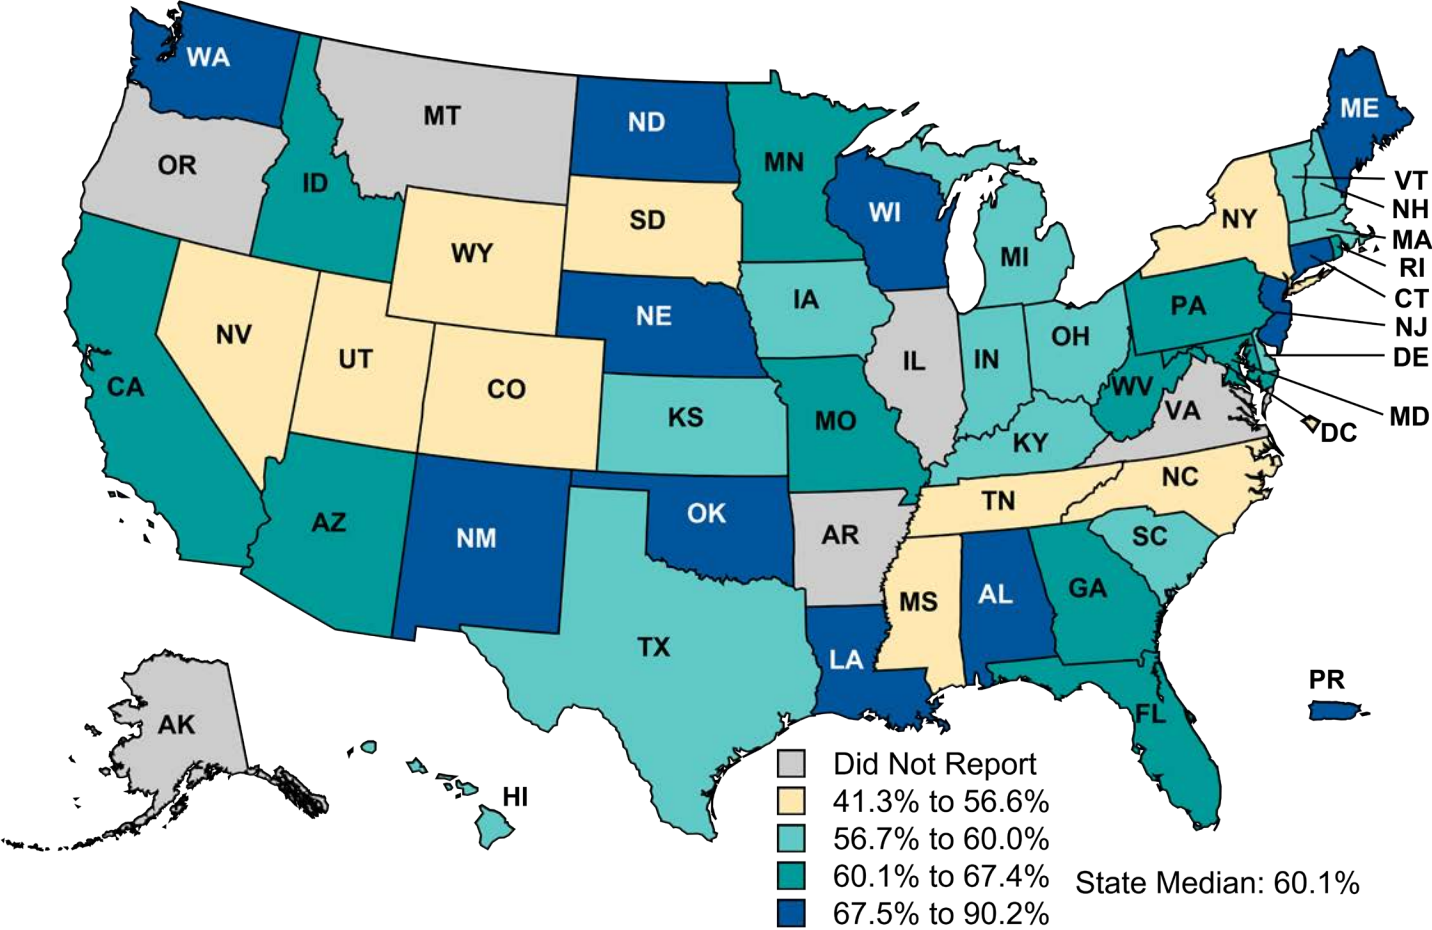 WA
MT
ND
ME
OR
ID
MN
VT
WI
NH
SD
NY
MA
WY
MI
RI
IA
CT
NE
PA
NV
NJ
UT
OH
IL
IN
DE
CO
CA
WV
VA
MD
KS
MO
DC
KY
NC
TN
OK
AZ
NM
AR
SC
GA
AL
MS
TX
LA
PR
FL
AK
HI
Did Not Report
41.3% to 56.6%
56.7% to 60.0%
60.1% to 67.4%
State Median: 60.1%
67.5% to 90.2%